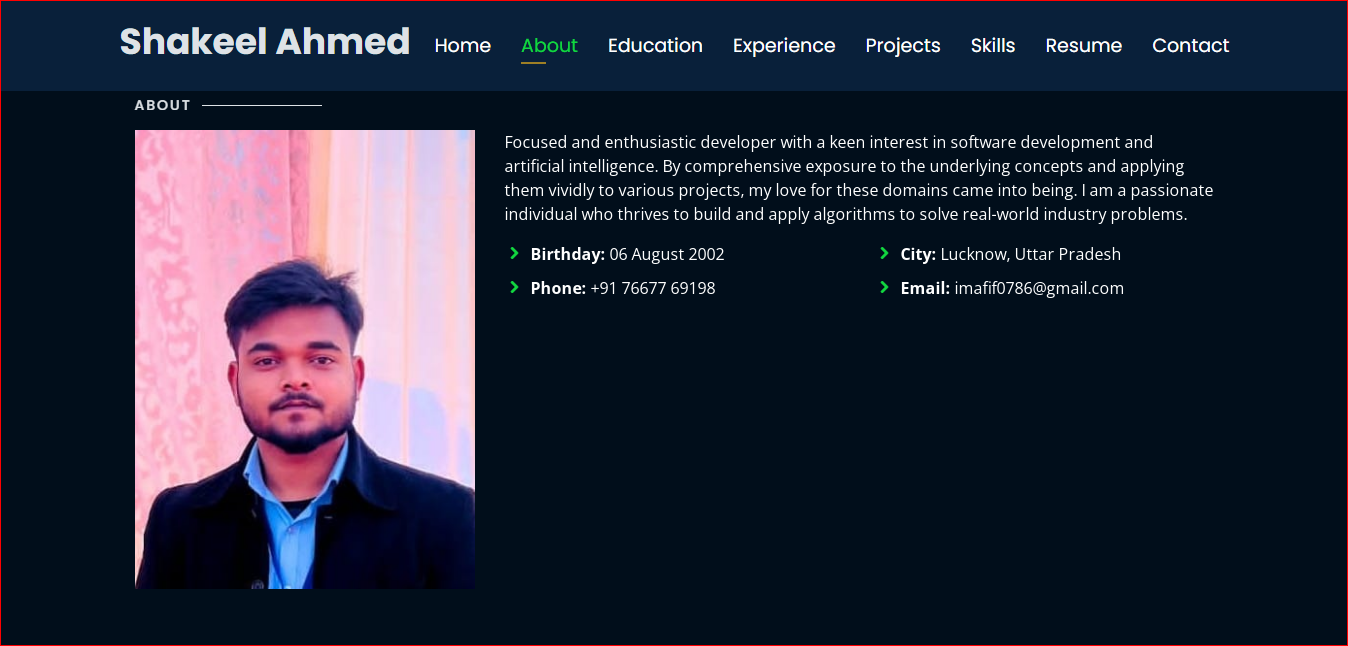 Shakeel Ahmed Home About Education Experience Projects Skills Resume Contact
ABOUT
Focused and enthusiastic developer with a keen interest in software development and
artificial intelligence. By comprehensive exposure to the underlying concepts and applying
them vividly to various projects, my love for these domains came into being. I am a passionate
individual who thrives to build and apply algorithms to solve real-world industry problems.
Birthday: 06 August 2002 City: Lucknow, Uttar Pradesh
Phone: +91 76677 69198 Email: imafif0786@gmail.com